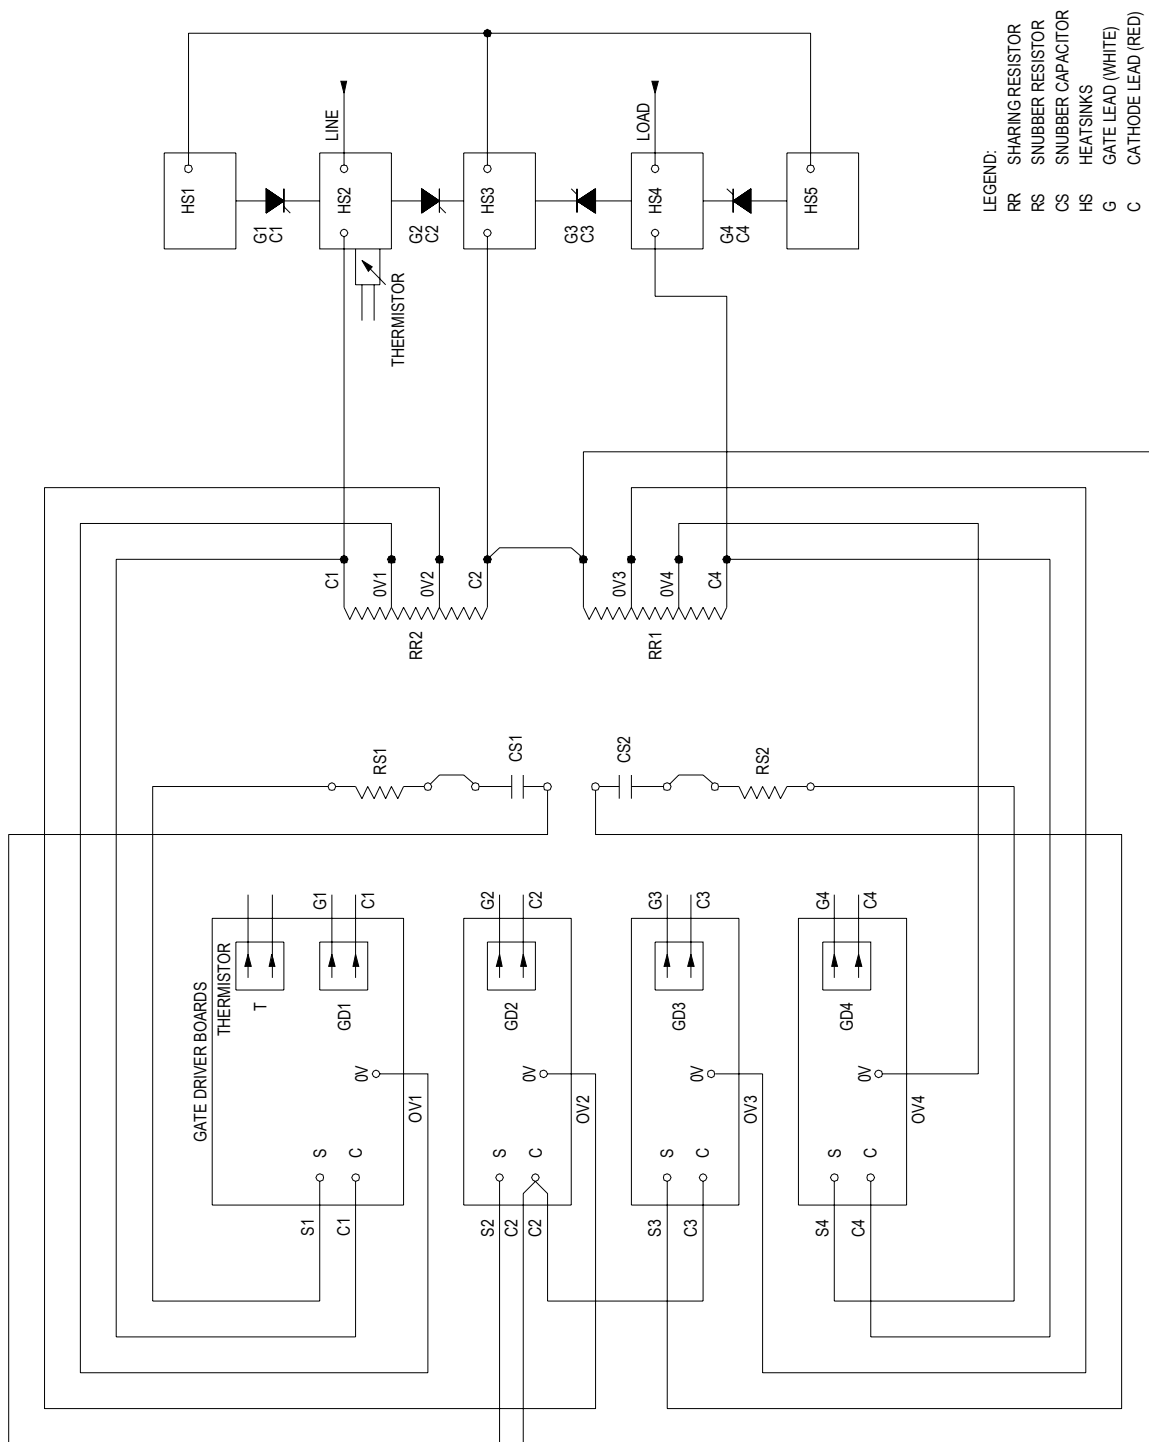 HS1
HS2
HS3
HS4
HS5
LINE
LOAD
G1
C1
G2
C2
G3
C3
G4
C4
THERMISTOR
LEGEND:
RR SHARING RESISTOR
RS SNUBBER RESISTOR
CS SNUBBER CAPACITOR
HS HEATSINKS
G GATE LEAD (WHITE)
C CATHODE LEAD (RED)
C1
0V1
0V2
C2
0V3
0V4
C4
RR2
RR1
RS1
CS1
CS2
RS2
GATE DRIVER BOARDS
THERMISTOR
T
G1
C1
GD1
0V
OV1
S
C
S1
C1
G2
C2
GD2
0V
OV2
S
C
S2
C2
C2
G3
C3
GD3
0V
OV3
S
C
S3
C3
G4
C4
GD4
0V
OV4
S
C
S4
C4